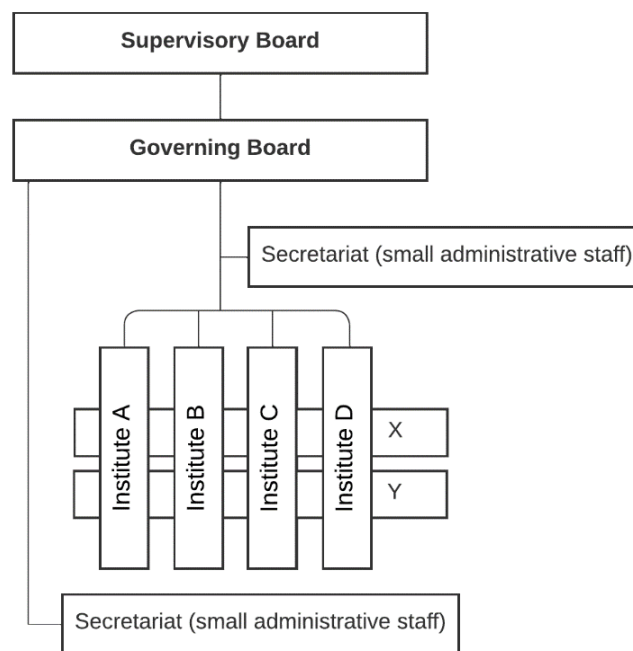 Supervisory Board
Governing Board
Secretariat (small administrative staff)
Institute A
Institute B
Institute C
Institute D
X
Y
Secretariat (small administrative staff)